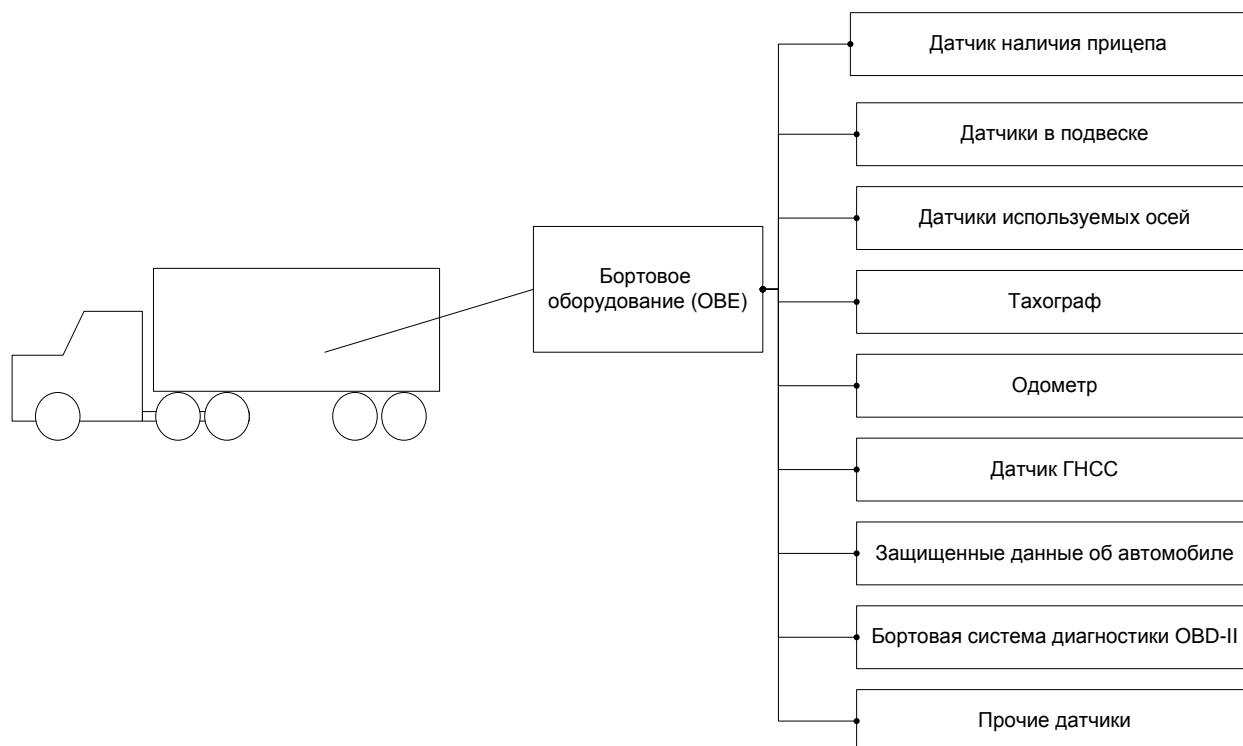 Датчик наличия прицепа
Датчики в подвеске
Датчики используемых осей
Бортовое
оборудование (OBE)
Тахограф
Одометр
Датчик ГНСС
Защищенные данные об автомобиле
Бортовая система диагностики OBD-II
Прочие датчики